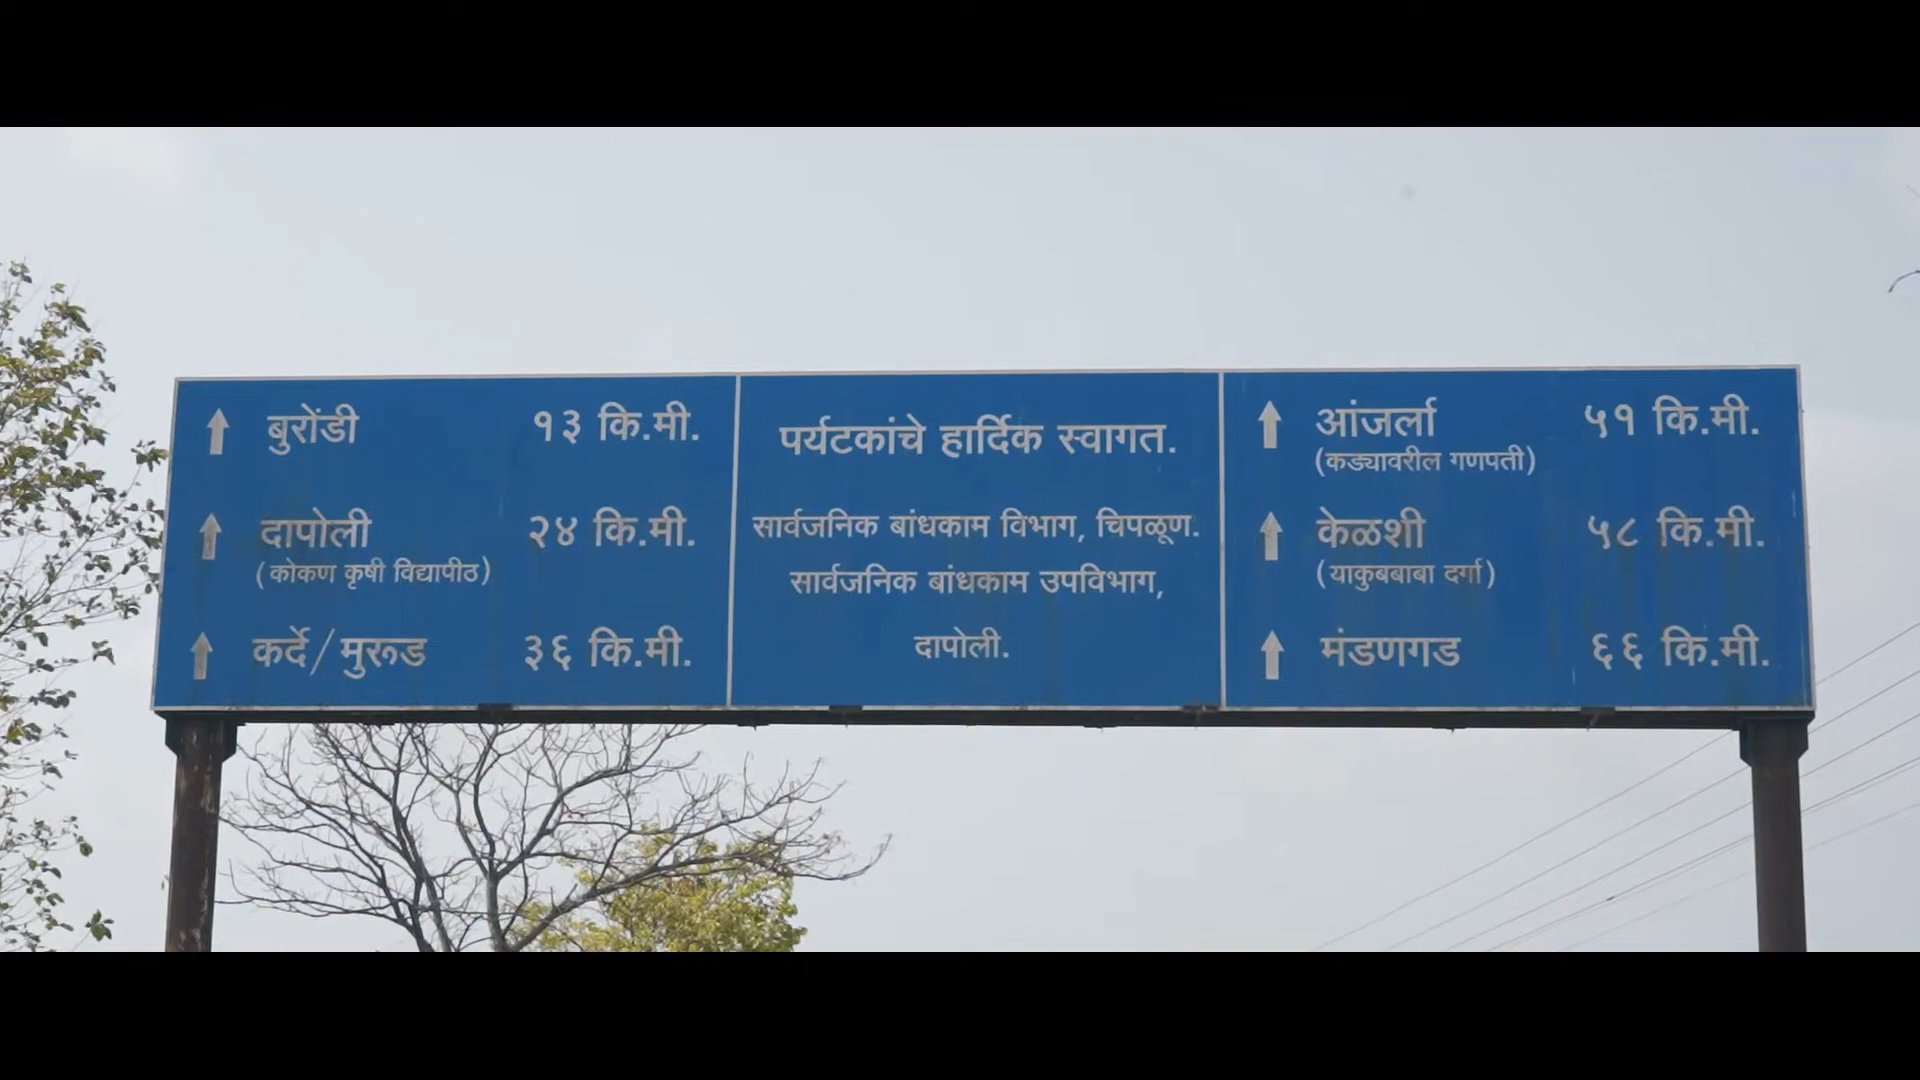 बुरोंडी १३ कि.मी.
दापोली २४ कि.मी.
(कोकण कृषी विद्यापीठ)
कर्दे/मुरूड ३६ कि.मी.
पर्यटकांचे हार्दिक स्वागत.
सार्वजनिक बांधकाम विभाग, चिपळूण.
सार्वजनिक बांधकाम उपविभाग,
दापोली.
आंजर्ला ५१ कि.मी.
(कड्यावरील गणपती)
केळशी ५८ कि.मी.
(याकुबबाबा दर्गा)
मंडणगड ६६ कि.मी.